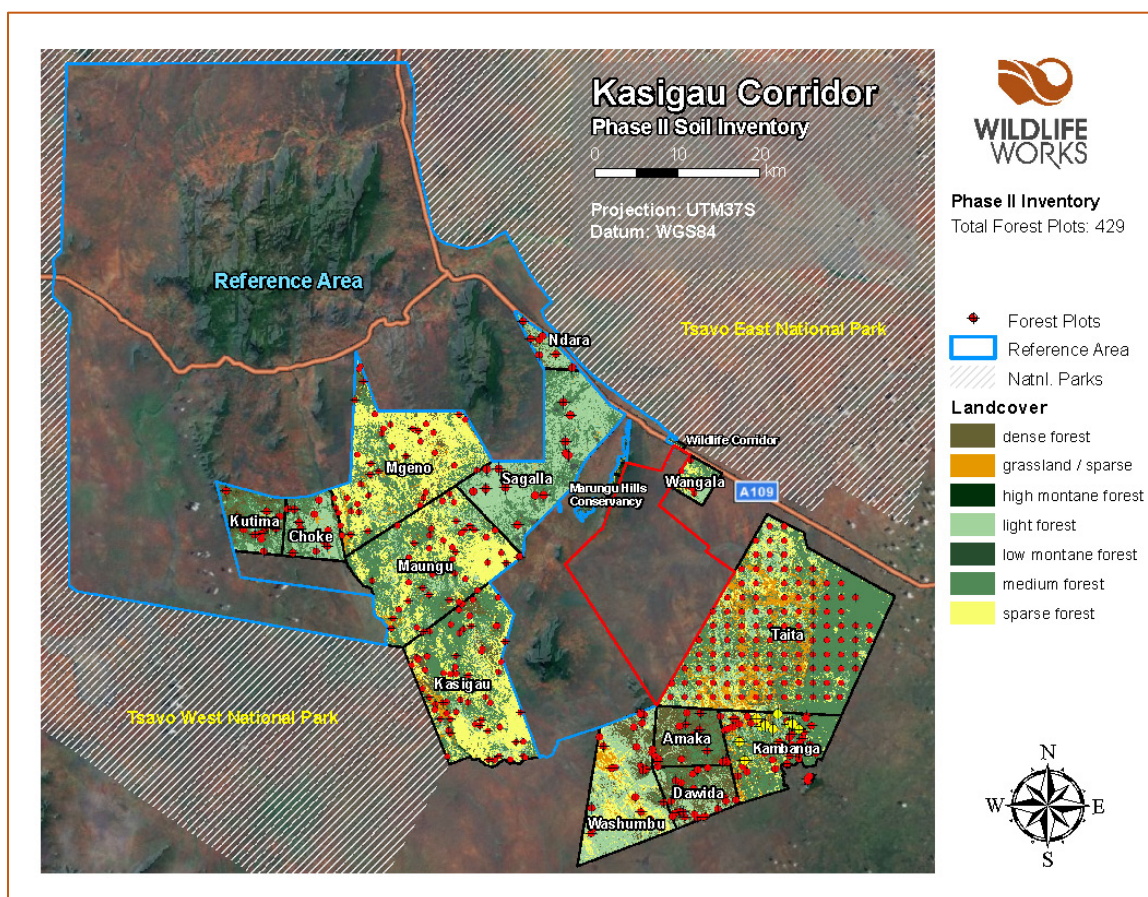 Kasigau Corridor
Phase II Soil Inventory
0 10 20
km
Projection: UTM37S
Datum: WGS84
Reference Area
Tsavo East National Park
Ndara
Wildlife Corridor
Mgeno
Sagalla
Wangala
Marungu Hills
Conservancy
A109
Kutima
Choke
Maungu
Taita
Kasigau
Tsavo West National Park
Amaka
Kambanga
Dawida
Washumbu
WILDLIFE
WORKS
Phase II Inventory
Total Forest Plots: 429
Forest Plots
Reference Area
Natnl. Parks
Landcover
dense forest
grassland / sparse
high montane forest
light forest
low montane forest
medium forest
sparse forest
N
W E
S